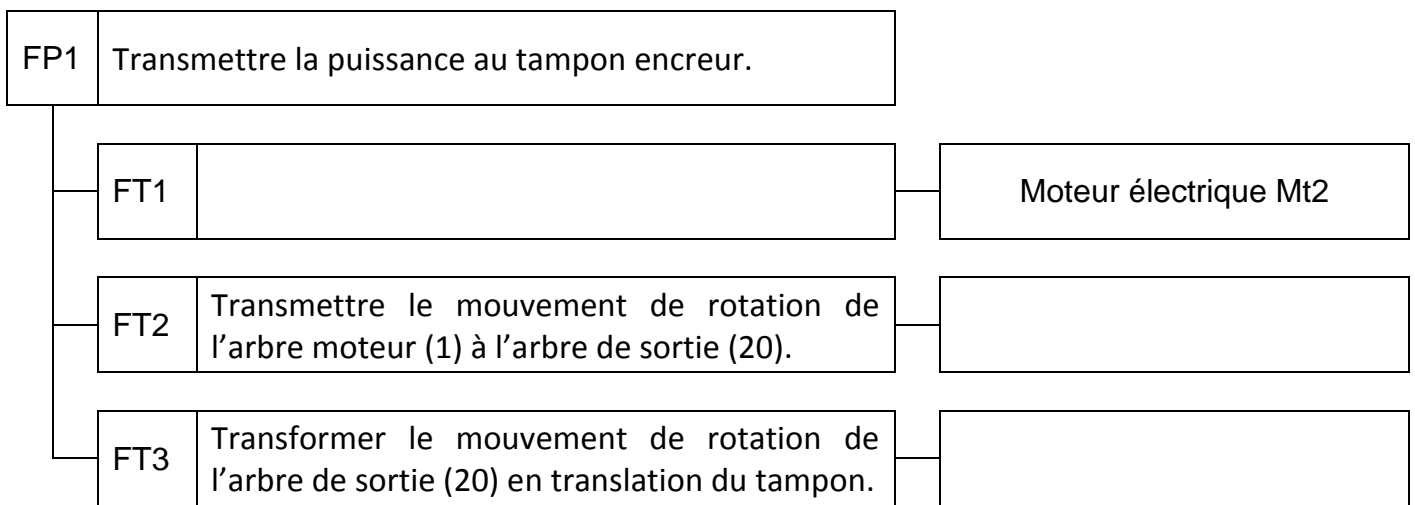 FP1 Transmettre la puissance au tampon encreur.
FT1
Moteur électrique Mt2
FT2
Transmettre le mouvement de rotation de
l’arbre moteur (1) à l’arbre de sortie (20).
FT3
Transformer le mouvement de rotation de
l’arbre de sortie (20) en translation du tampon.